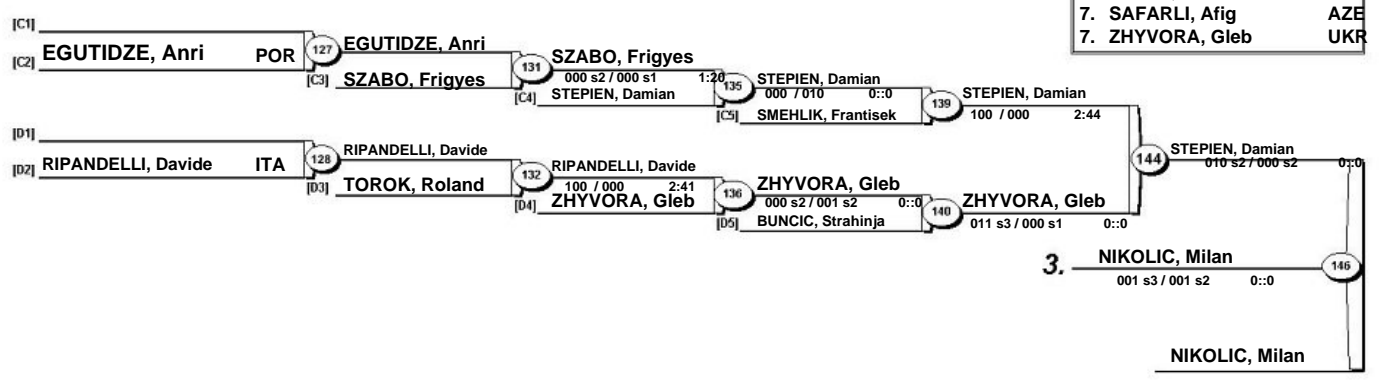 7. SAFARLI, Afig AZE
7. ZHYVORA, Gleb UKR
[C1]
[C2] EGUTIDZE, Anri POR
127
EGUTIDZE, Anri
[C3] SZABO, Frigyes
131
SZABO, Frigyes
000 s2 / 000 s1 1:20
[C4] STEPIEN, Damian
135
STEPIEN, Damian
000 / 010 0::0
[C5] SMEHLIK, Frantisek
139
STEPIEN, Damian
100 / 000 2:44
[D1]
[D2] RIPANDELLI, Davide ITA
128
RIPANDELLI, Davide
[D3] TOROK, Roland
132
RIPANDELLI, Davide
100 / 000 2:41
[D4] ZHYVORA, Gleb
136
ZHYVORA, Gleb
000 s2 / 001 s2 0::0
[D5] BUNCIC, Strahinja
140
ZHYVORA, Gleb
011 s3 / 000 s1 0::0
144
STEPIEN, Damian
010 s2 / 000 s2 0::0
3. NIKOLIC, Milan
001 s3 / 001 s2 0::0
146
NIKOLIC, Milan